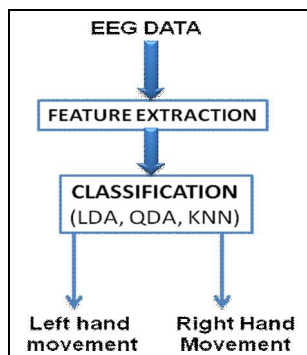 EEG DATA
FEATURE EXTRACTION
CLASSIFICATION
(LDA, QDA, KNN)
Left hand movement
Right Hand Movement